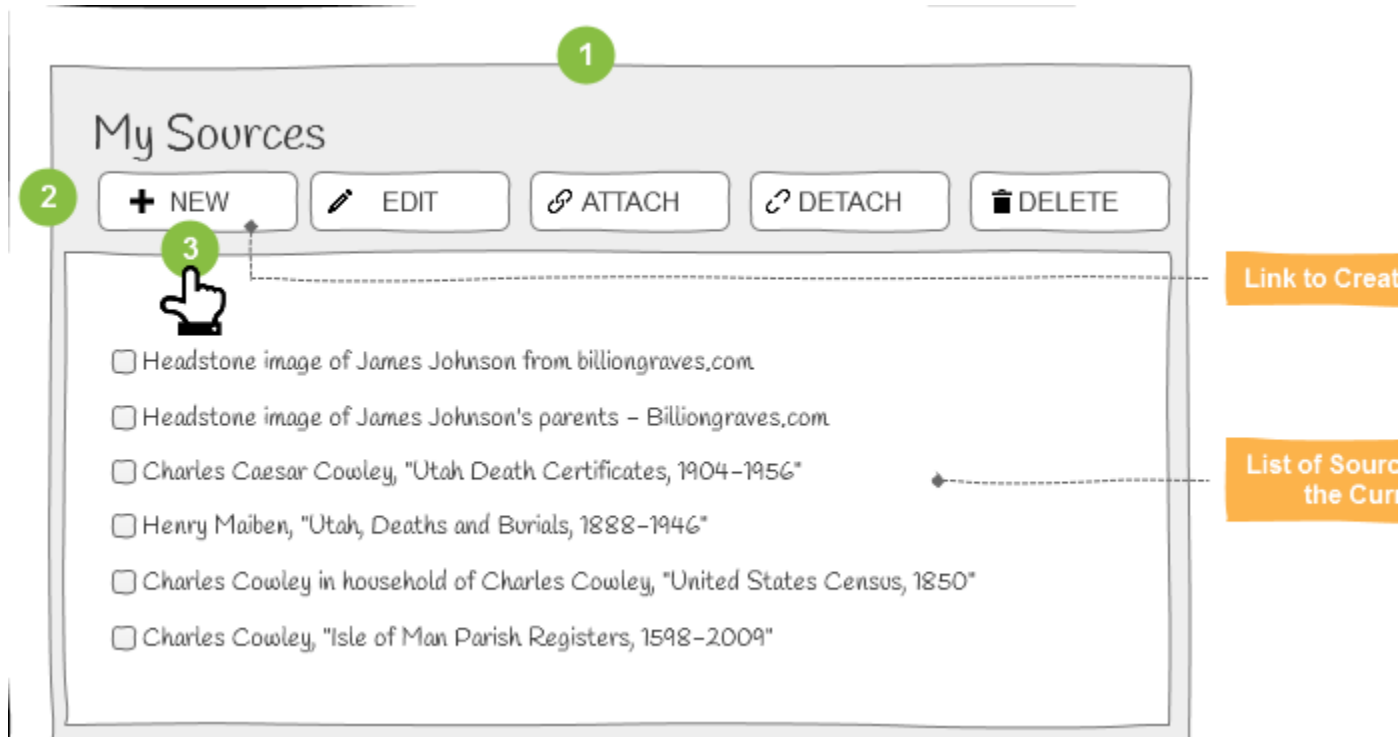 1
My Sources
2
NEW EDIT ATTACH DETACH DELETE
3
Link to
Headstone image of James Johnson from billiongraves.com
Headstone image of James Johnson's parents – Billiongraves.com
Charles Caesar Cowley, "Utah Death Certificates, 1904–1956"
List of
the
Henry Maiben, "Utah, Deaths and Burials, 1888–1946"
Charles Cowley in household of Charles Cowley, "United States Census, 1850"
Charles Cowley, "Isle of Man Parish Registers, 1598–2009"